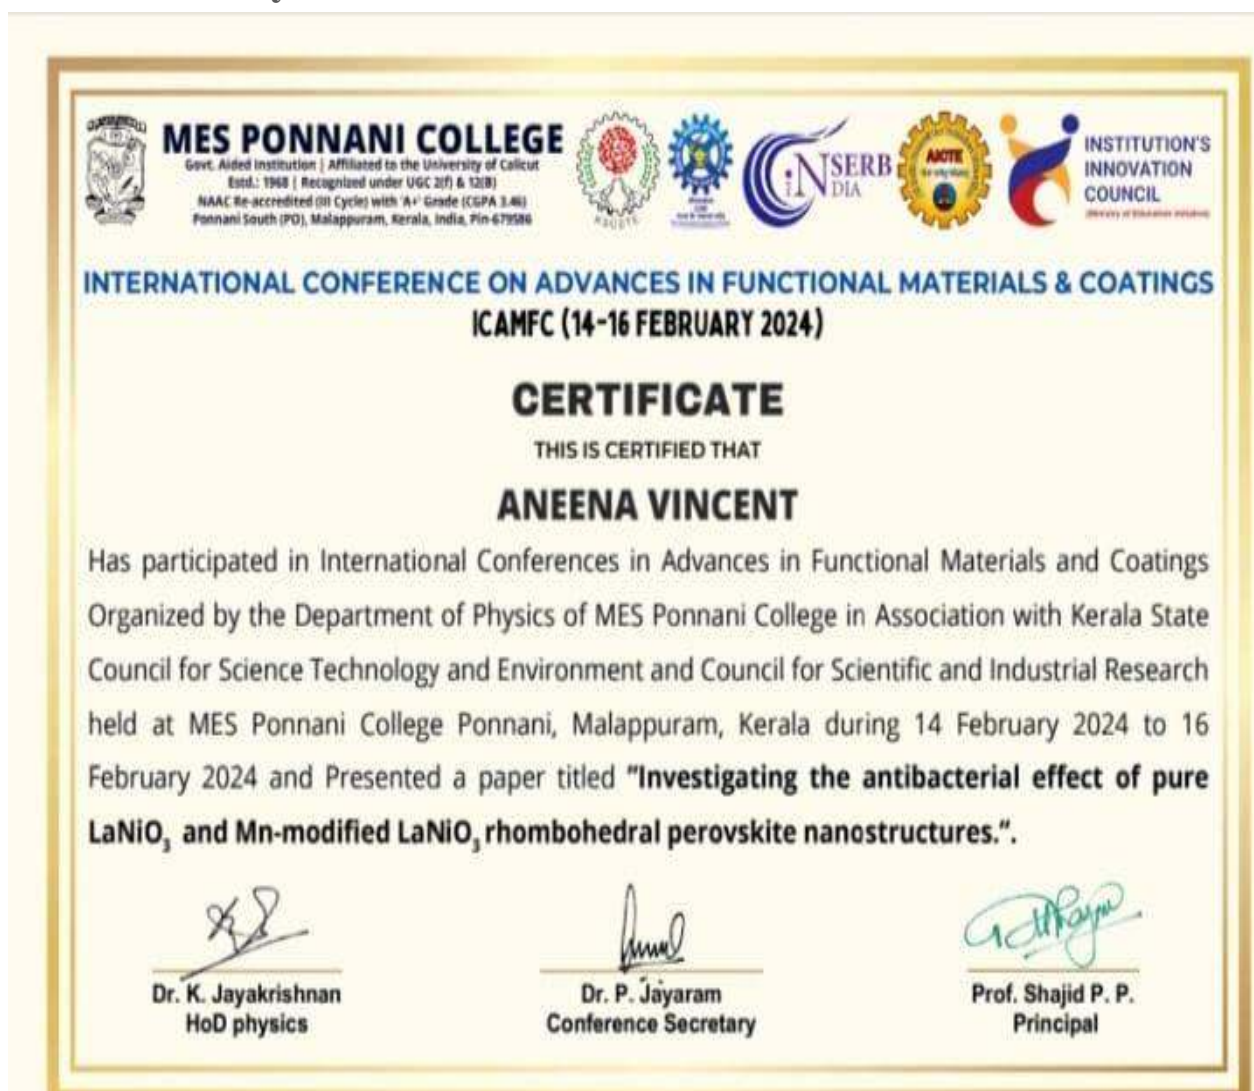 MES PONNANI COLLEGE
Govt. Aided Institution | Affiliated to the University of Calicut
Estd.: 1968 | Recognized under UGC 2(f) & 12(B)
NAAC Re-accredited (III Cycle) with 'A+' Grade (CGPA 3.46)
Ponnani South (PO), Malappuram, Kerala, India, Pin-679586
KSCSTE
SERB
INDIA
AICTE
INSTITUTION'S
INNOVATION
COUNCIL
(Ministry of Education Initiative)
INTERNATIONAL CONFERENCE ON ADVANCES IN FUNCTIONAL MATERIALS & COATINGS
ICAMFC (14-16 FEBRUARY 2024)
CERTIFICATE
THIS IS CERTIFIED THAT
ANEENA VINCENT
Has participated in International Conferences in Advances in Functional Materials and Coatings
Organized by the Department of Physics of MES Ponnani College in Association with Kerala State
Council for Science Technology and Environment and Council for Scientific and Industrial Research
held at MES Ponnani College Ponnani, Malappuram, Kerala during 14 February 2024 to 16
February 2024 and Presented a paper titled "Investigating the antibacterial effect of pure
LaNiO₃ and Mn-modified LaNiO₃ rhombohedral perovskite nanostructures.".
Dr. K. Jayakrishnan
HoD physics
Dr. P. Jayaram
Conference Secretary
Prof. Shajid P. P.
Principal